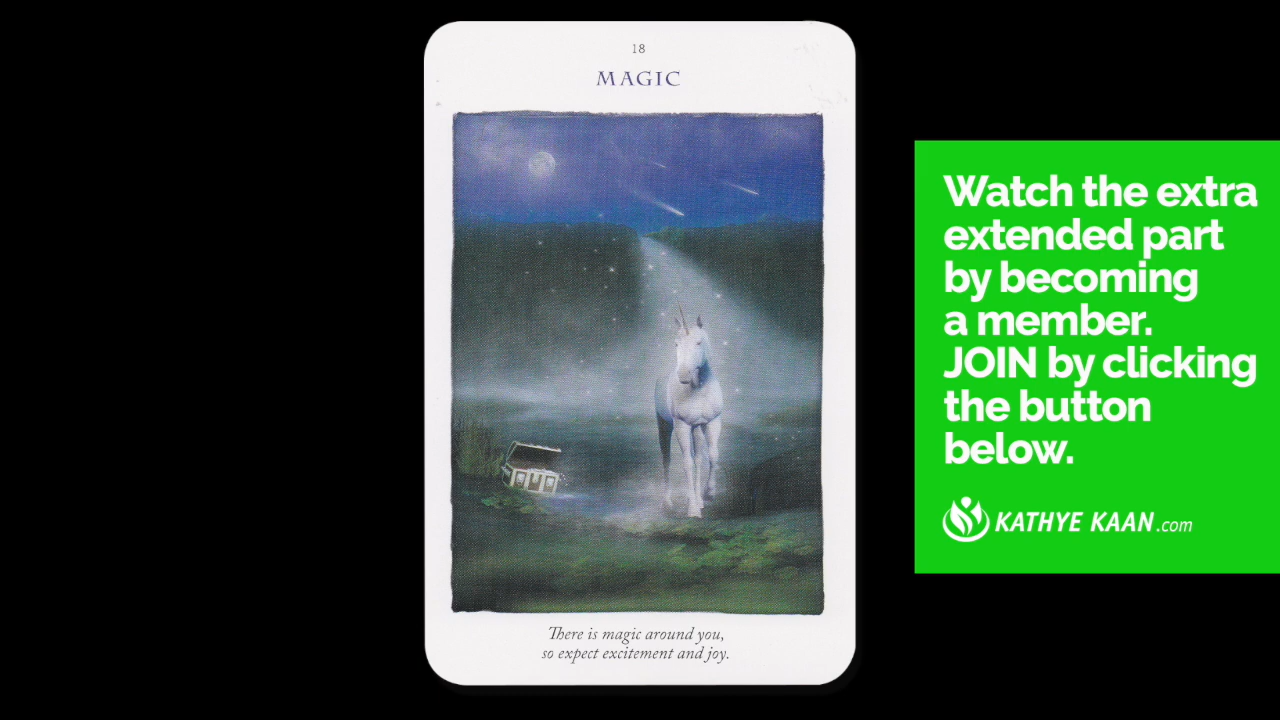 18
MAGIC
There is magic around you,
so expect excitement and joy.
Watch the extra
extended part
by becoming
a member.
JOIN by clicking
the button
below.
KATHYE KAAN.com